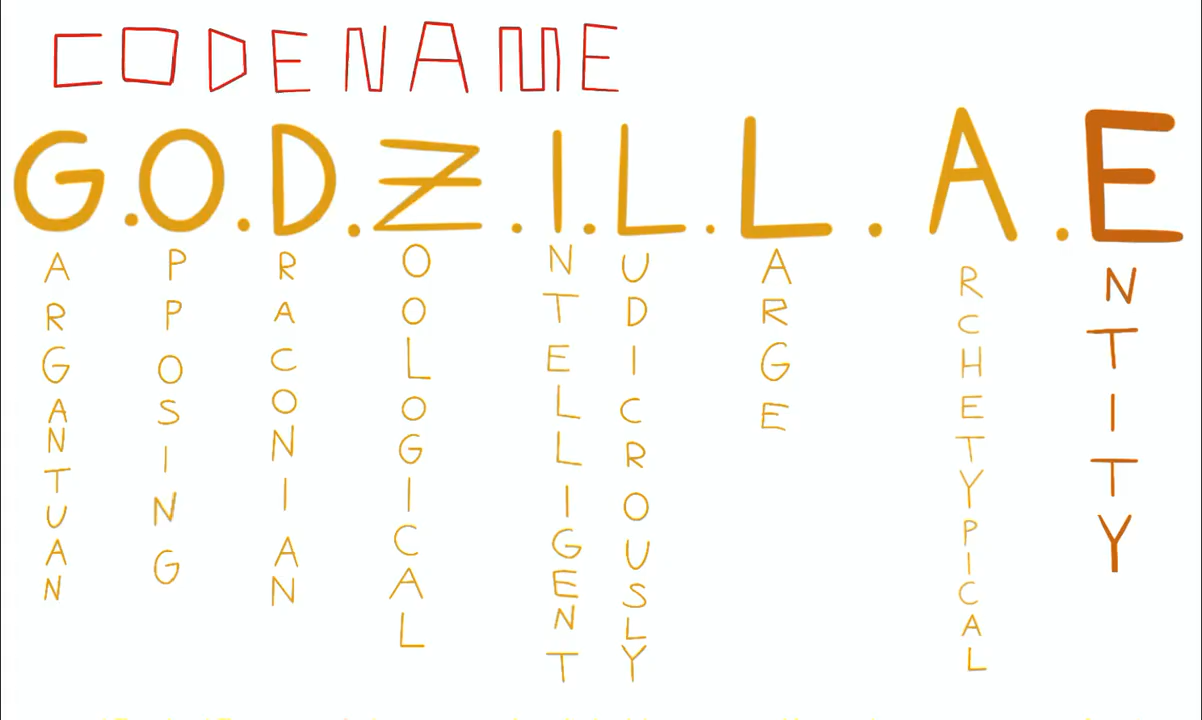 CODENAME
G.O.D.Z.I.L.L.A.E
ARGANTUAN
PPOSING
RACONIAN
OOLOGICAL
NTELLIGENT
UDICROUSLY
ARGE
RCHETYPICAL
NTITY